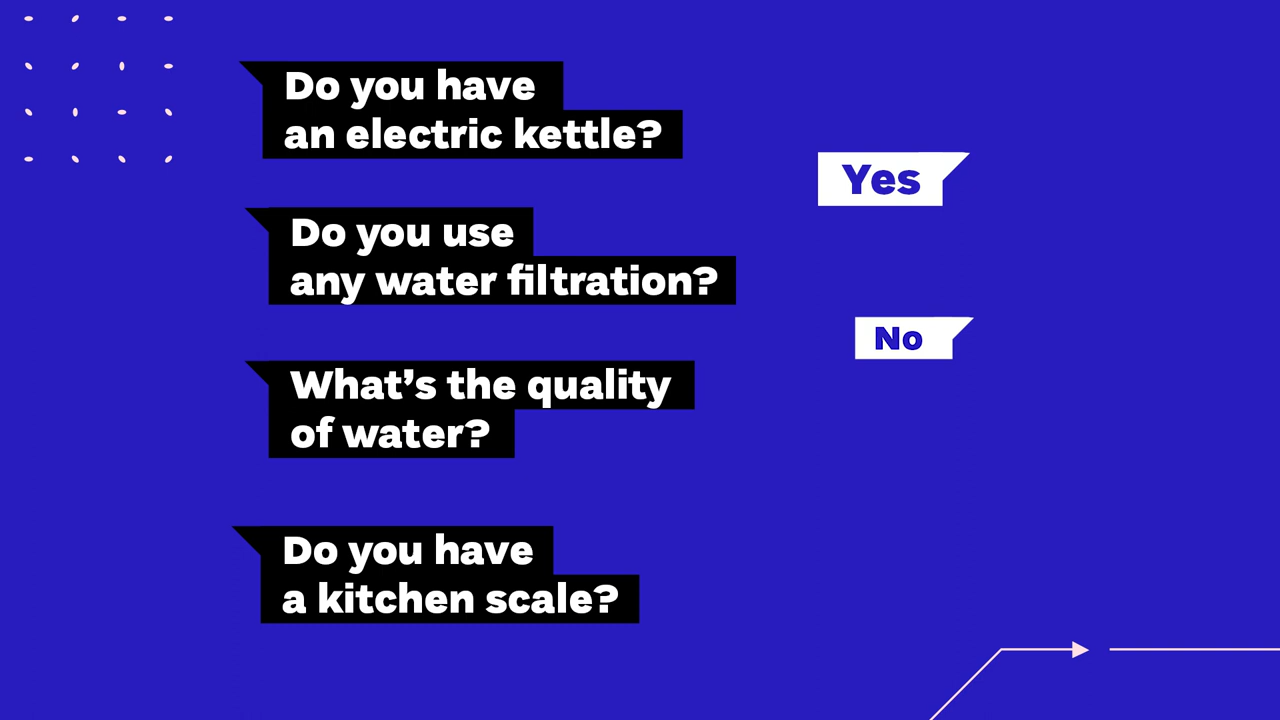 Do you have
an electric kettle?
Yes
Do you use
any water filtration?
No
What’s the quality
of water?
Do you have
a kitchen scale?